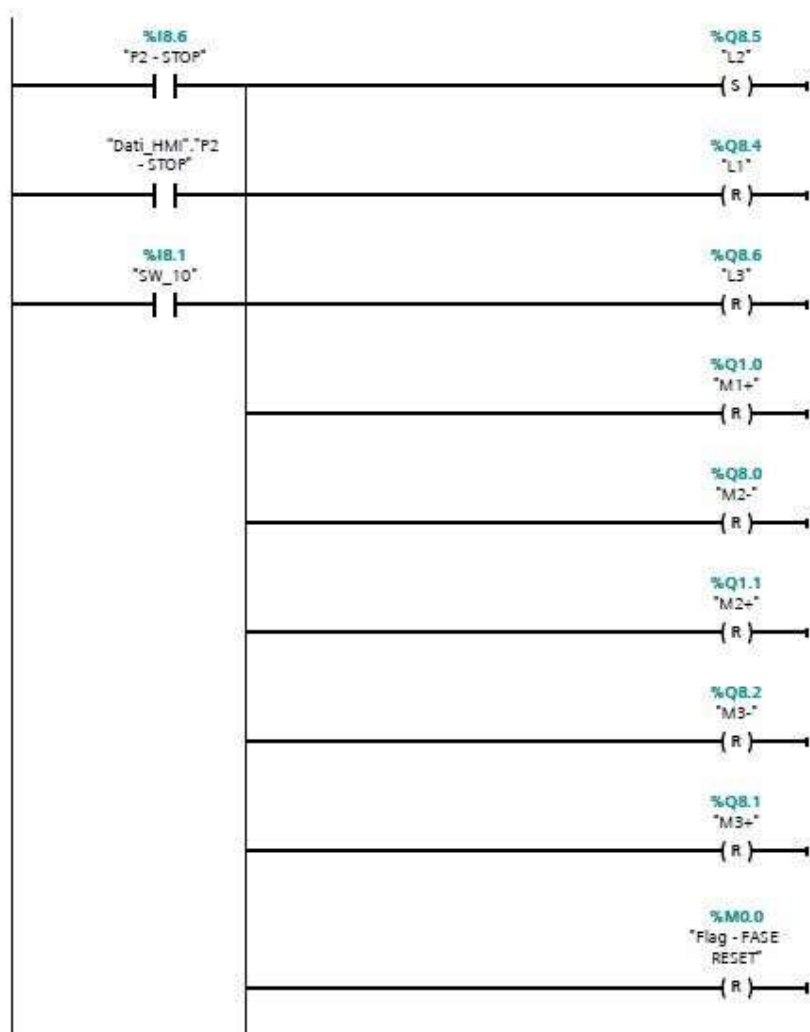 %I8.6
"P2 - STOP"
%Q8.5
"L2"
( S )
"Dati_HMI"."P2
- STOP"
%Q8.4
"L1"
( R )
%I8.1
"SW_10"
%Q8.6
"L3"
( R )
%Q1.0
"M1+"
( R )
%Q8.0
"M2-"
( R )
%Q1.1
"M2+"
( R )
%Q8.2
"M3-"
( R )
%Q8.1
"M3+"
( R )
%M0.0
"Flag - FASE
RESET"
( R )